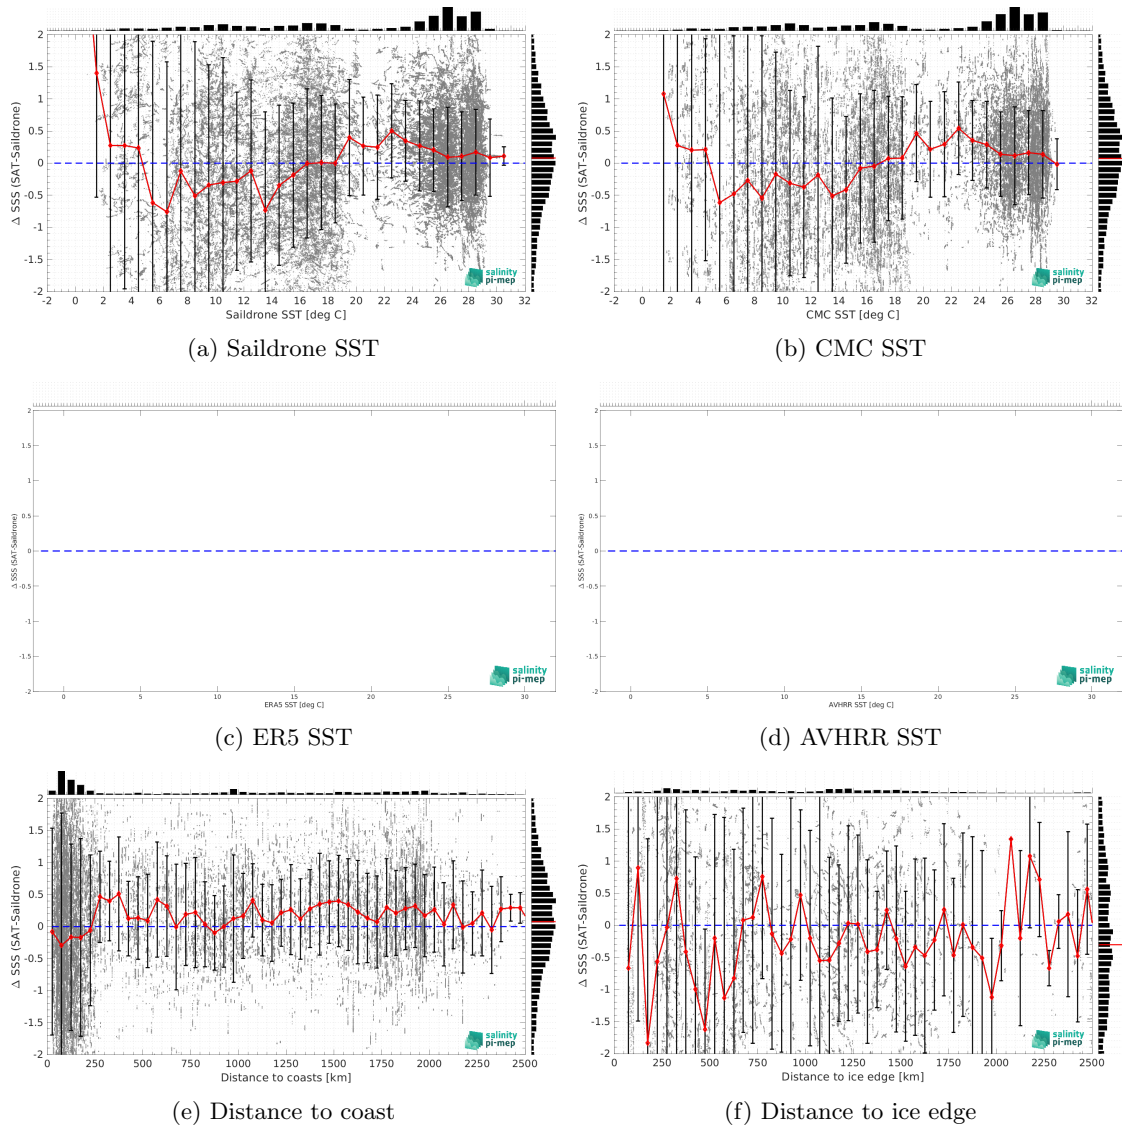 2
1.5
1
0.5
0
-0.5
-1
-1.5
-2
Δ SSS (SAT-Saildrone)
-2 0 2 4 6 8 10 12 14 16 18 20 22 24 26 28 30 32
Saildrone SST [deg C]
salinity
pi-mep
(a) Saildrone SST
2
1.5
1
0.5
0
-0.5
-1
-1.5
-2
Δ SSS (SAT-Saildrone)
-2 0 2 4 6 8 10 12 14 16 18 20 22 24 26 28 30 32
CMC SST [deg C]
salinity
pi-mep
(b) CMC SST
2
1.5
1
0.5
0
-0.5
-1
-1.5
-2
Δ SSS (SAT-Saildrone)
0 5 10 15 20 25 30
ERA5 SST [deg C]
salinity
pi-mep
(c) ER5 SST
2
1.5
1
0.5
0
-0.5
-1
-1.5
-2
Δ SSS (SAT-Saildrone)
0 5 10 15 20 25 30
AVHRR SST [deg C]
salinity
pi-mep
(d) AVHRR SST
2
1.5
1
0.5
0
-0.5
-1
-1.5
-2
Δ SSS (SAT-Saildrone)
0 250 500 750 1000 1250 1500 1750 2000 2250 2500
Distance to coasts [km]
salinity
pi-mep
(e) Distance to coast
2
1.5
1
0.5
0
-0.5
-1
-1.5
-2
Δ SSS (SAT-Saildrone)
0 250 500 750 1000 1250 1500 1750 2000 2250 2500
Distance to ice edge [km]
salinity
pi-mep
(f) Distance to ice edge